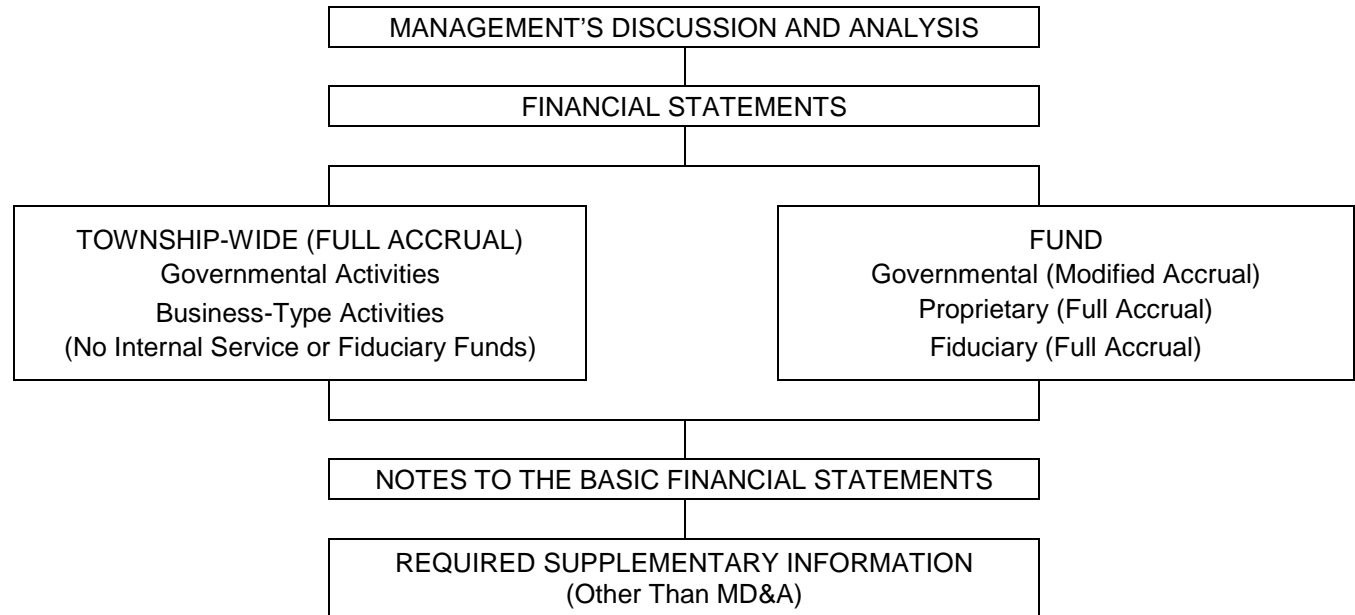 MANAGEMENT’S DISCUSSION AND ANALYSIS
FINANCIAL STATEMENTS
TOWNSHIP-WIDE (FULL ACCRUAL)
Governmental Activities
Business-Type Activities
(No Internal Service or Fiduciary Funds)
FUND
Governmental (Modified Accrual)
Proprietary (Full Accrual)
Fiduciary (Full Accrual)
NOTES TO THE BASIC FINANCIAL STATEMENTS
REQUIRED SUPPLEMENTARY INFORMATION
(Other Than MD&A)